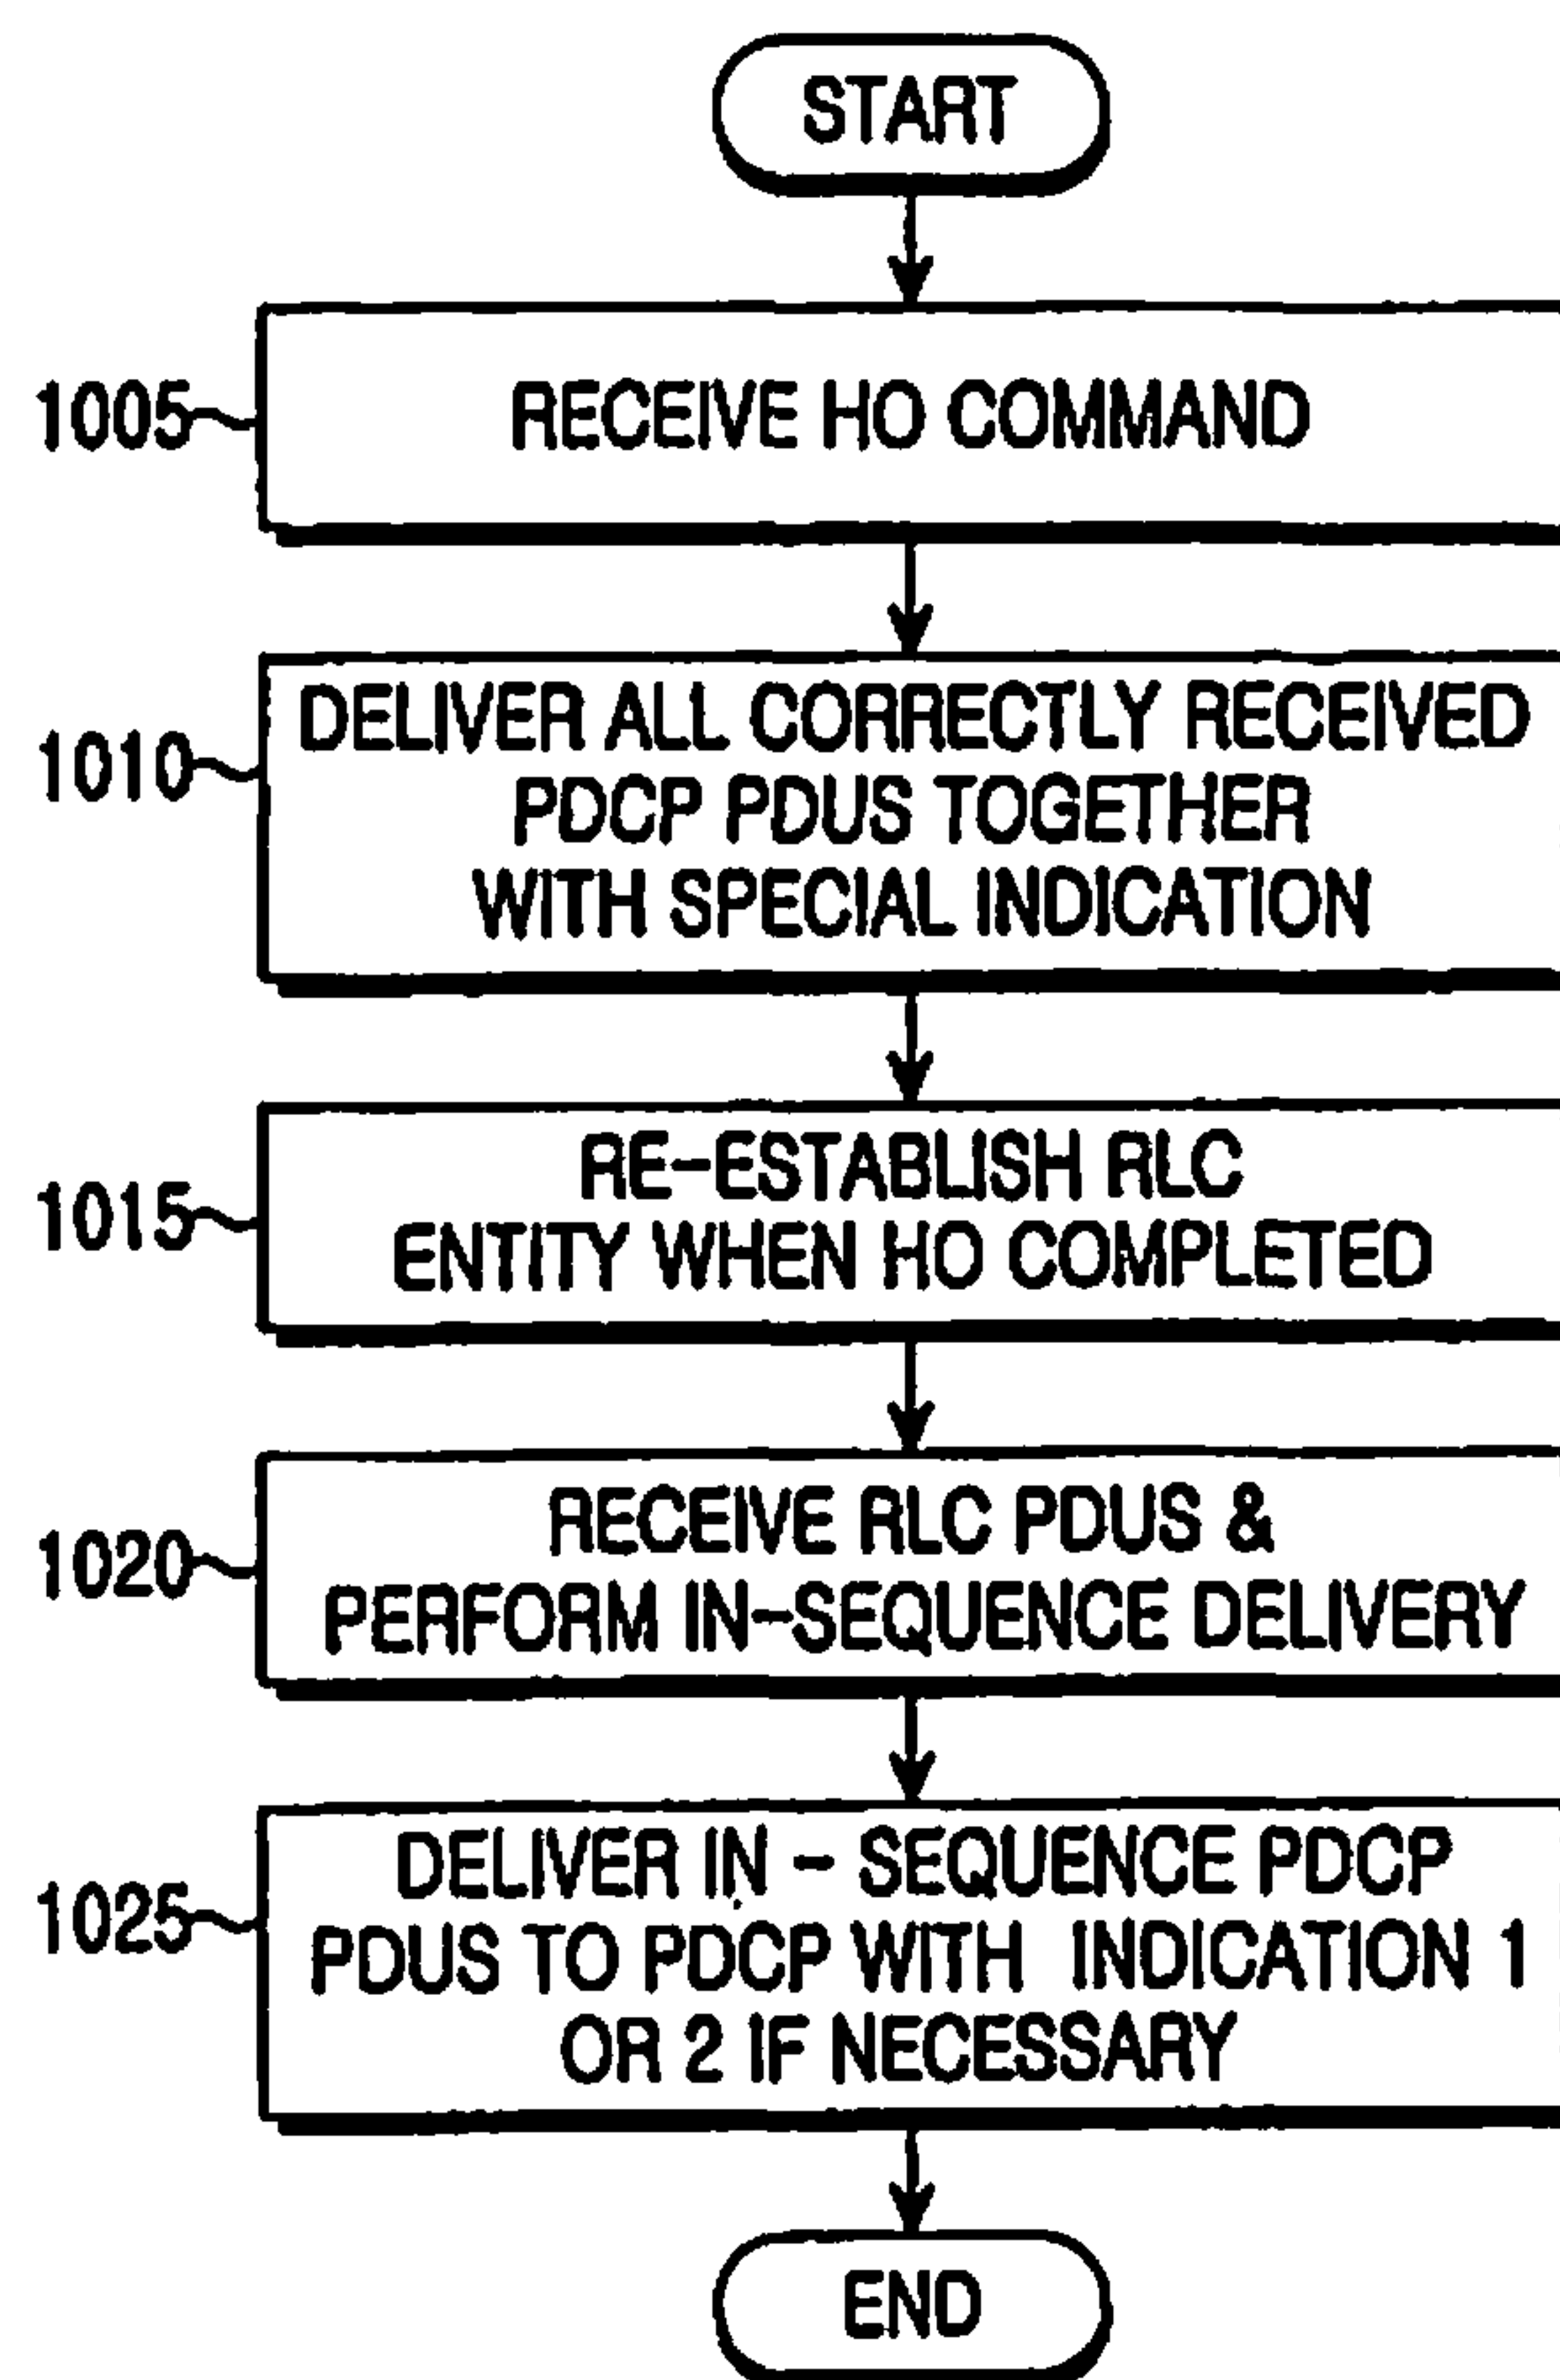 START
1005
RECEIVE HO COMMAND
1010
DELIVER ALL CORRECTLY RECEIVED
PDCP PDUS TOGETHER
WITH SPECIAL INDICATION
1015
RE-ESTABLISH RLC
ENTITY WHEN HO COMPLETED
1020
RECEIVE RLC PDUS &
PERFORM IN-SEQUENCE DELIVERY
1025
DELIVER IN - SEQUENCE PDCP
PDUS TO PDCP WITH INDICATION 1
OR 2 IF NECESSARY
END